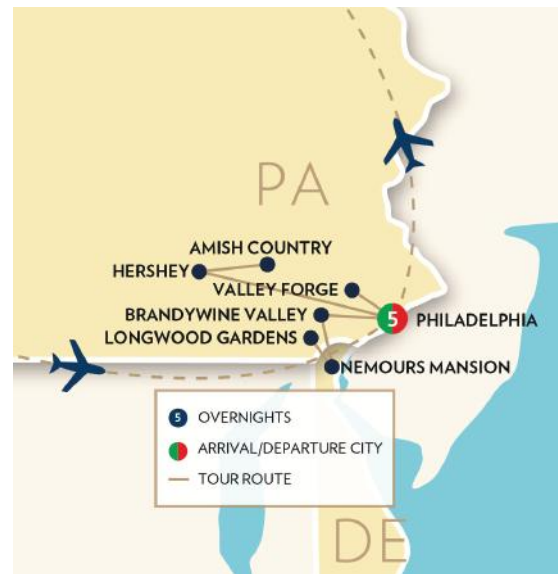 PA
AMISH COUNTRY
HERSHEY
VALLEY FORGE
BRANDYWINE VALLEY
5 PHILADELPHIA
LONGWOOD GARDENS
NEMOURS MANSION
5 OVERNIGHTS
ARRIVAL/DEPARTURE CITY
TOUR ROUTE
DE